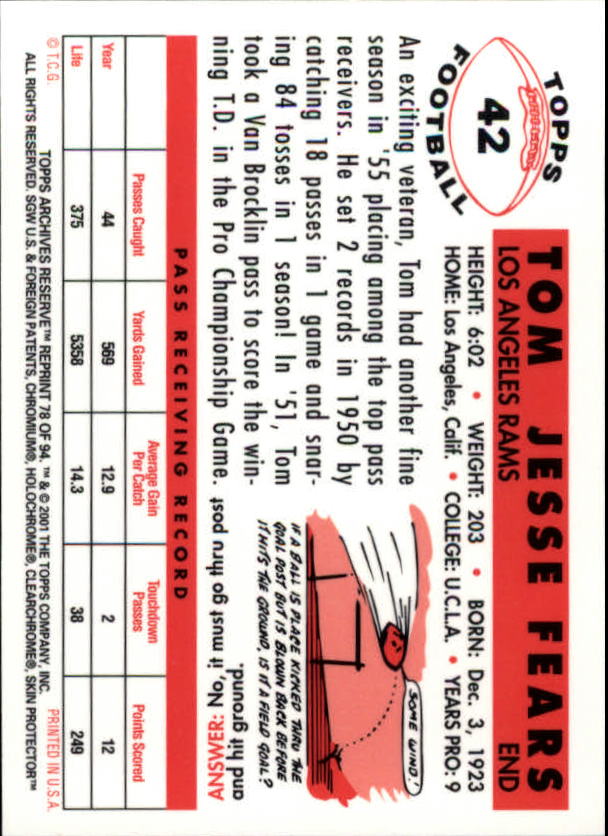 TOPPS
42
FOOTBALL
TOM JESSE FEARS
LOS ANGELES RAMS END
HEIGHT: 6:02 • WEIGHT: 203 • BORN: Dec. 3, 1923
HOME: Los Angeles, Calif. • COLLEGE: U.C.L.A. • YEARS PRO: 9
An exciting veteran, Tom had another fine
season in '55 placing among the top pass
receivers. He set 2 records in 1950 by
catching 18 passes in 1 game and snar-
ing 84 tosses in 1 season! In '51, Tom
took a Van Brocklin pass to score the win-
ning T.D. in the Pro Championship Game.
SOME WIND!
IF A BALL IS PLACE KICKED THRU THE
GOAL POST BUT IS BLOWN BACK BEFORE
IT HITS THE GROUND, IS IT A FIELD GOAL?
ANSWER: No, it must go thru post
and hit ground.
PASS RECEIVING RECORD
Year Passes Caught Yards Gained Average Gain Per Catch Touchdown Passes Points Scored
44 569 12.9 2 12
Life 375 5358 14.3 38 249
© T.C.G. PRINTED IN U.S.A.
TOPPS ARCHIVES RESERVE™ REPRINT 78 OF 94. ™ & © 2001 THE TOPPS COMPANY, INC.
ALL RIGHTS RESERVED. SGW U.S. & FOREIGN PATENTS, CHROMIUM®, HOLOCHROME®, CLEARCHROME®, SKIN PROTECTOR™